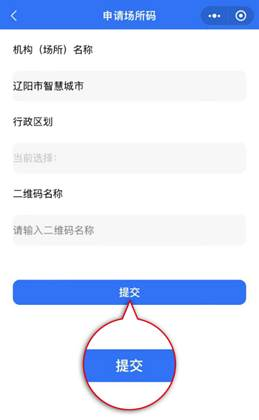 申请场所码
机构（场所）名称
辽阳市智慧城市
行政区划
当前选择：
二维码名称
请输入二维码名称
提交
提交